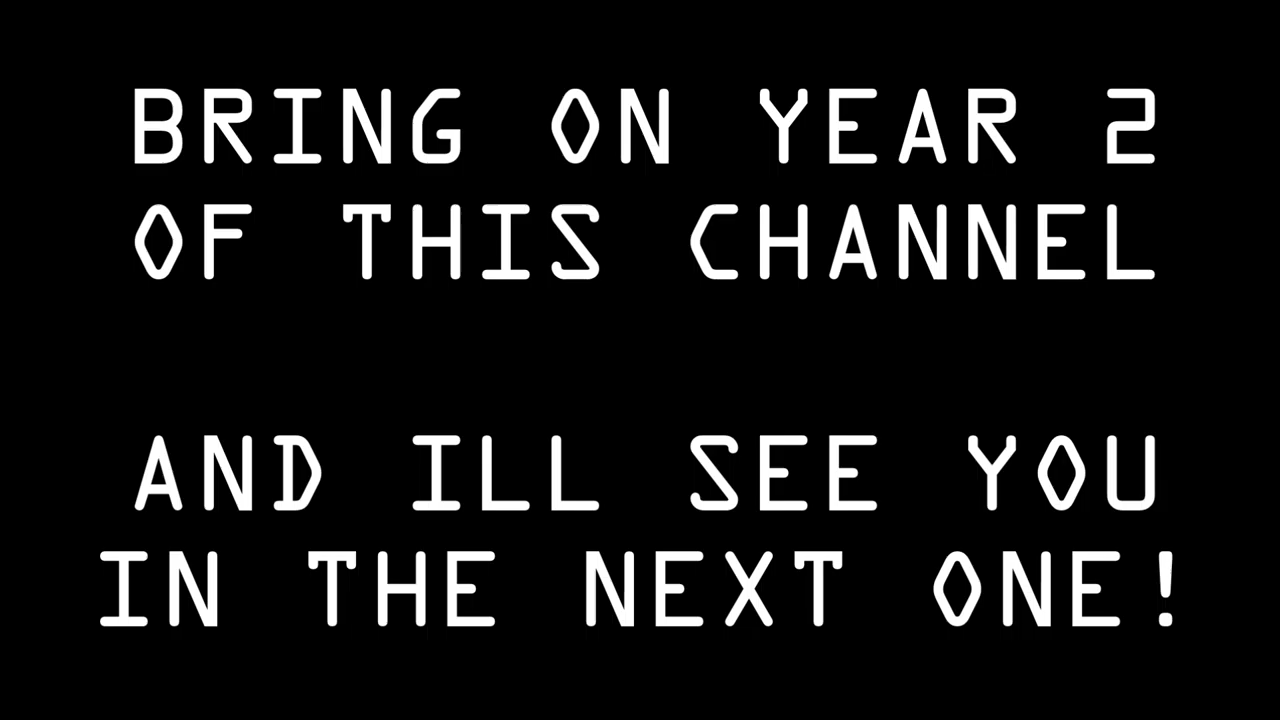 BRING ON YEAR 2
OF THIS CHANNEL
AND ILL SEE YOU
IN THE NEXT ONE!